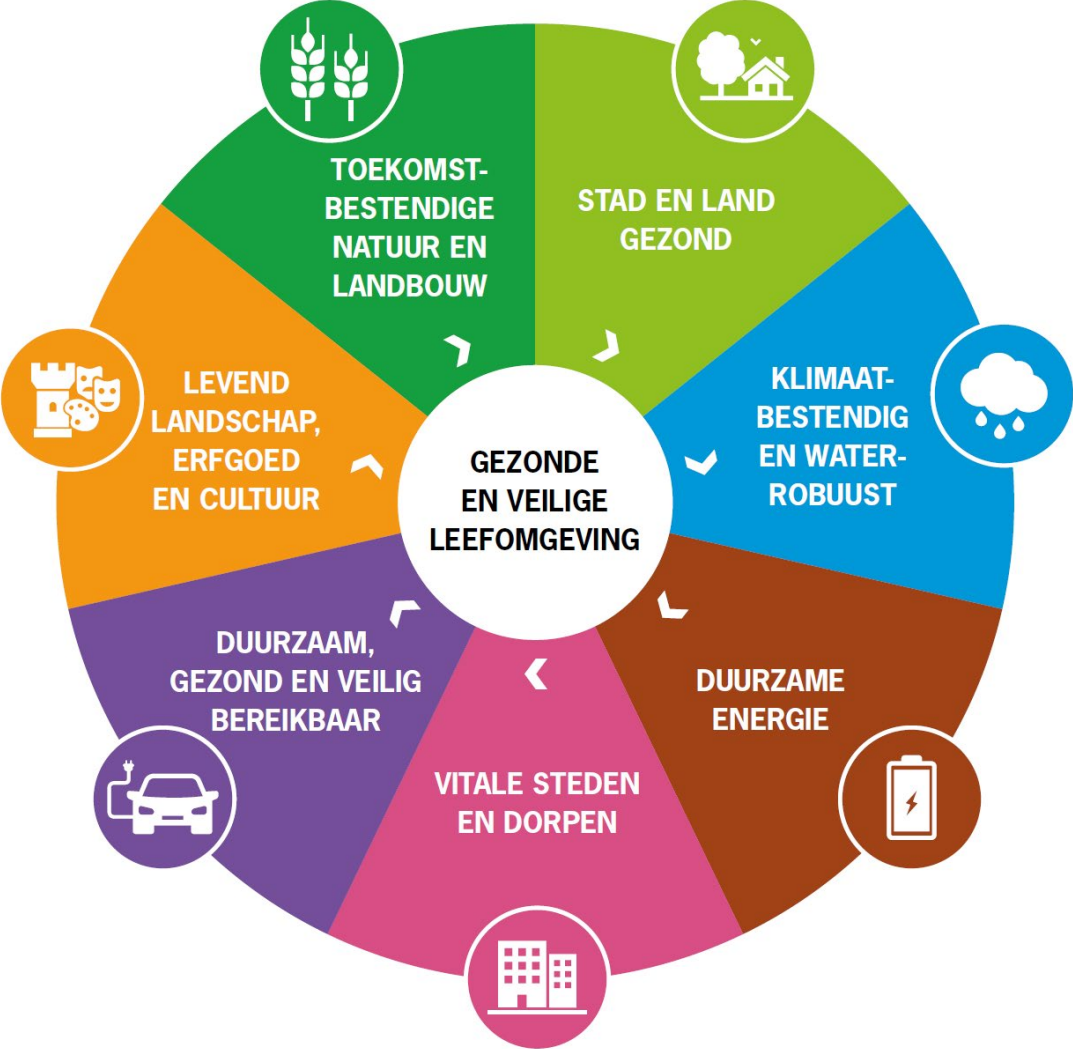 TOEKOMST-
BESTENDIGE
NATUUR EN
LANDBOUW
STAD EN LAND
GEZOND
KLIMAAT-
BESTENDIG
EN WATER-
ROBUUST
DUURZAME
ENERGIE
VITALE STEDEN
EN DORPEN
DUURZAAM,
GEZOND EN VEILIG
BEREIKBAAR
LEVEND
LANDSCHAP,
ERFGOED
EN CULTUUR
GEZONDE
EN VEILIGE
LEEFOMGEVING